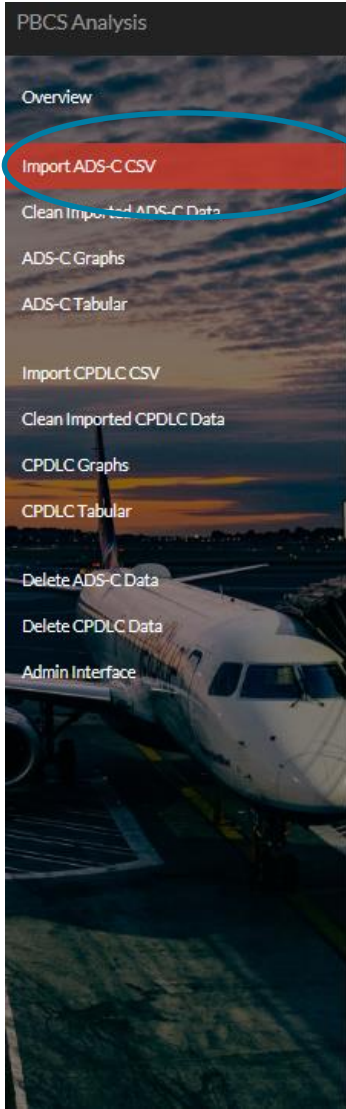 PBCS Analysis
Overview
Import ADS-C CSV
Clean Imported ADS-C Data
ADS-C Graphs
ADS-C Tabular
Import CPDLC CSV
Clean Imported CPDLC Data
CPDLC Graphs
CPDLC Tabular
Delete ADS-C Data
Delete CPDLC Data
Admin Interface